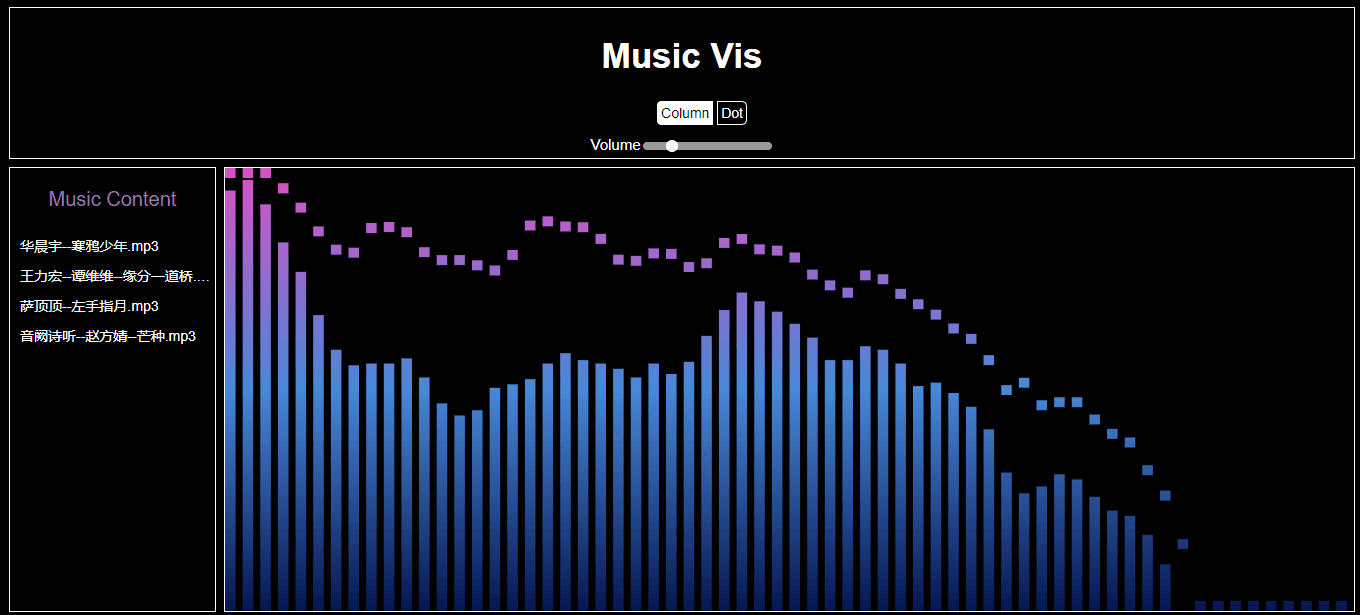 Music Vis
Column Dot
Volume
Music Content
华晨宇--寒鸦少年.mp3
王力宏--谭维维--缘分一道桥....
萨顶顶--左手指月.mp3
音阙诗听--赵方婧--芒种.mp3